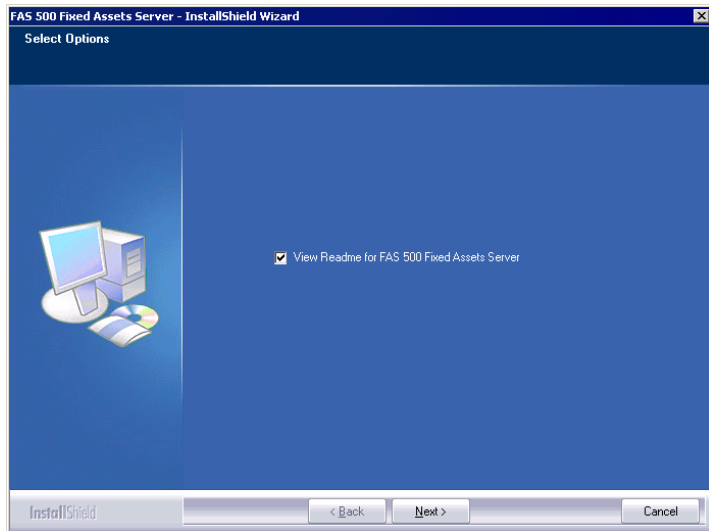 FAS 500 Fixed Assets Server - InstallShield Wizard
Select Options
View Readme for FAS 500 Fixed Assets Server
InstallShield
< Back
Next >
Cancel